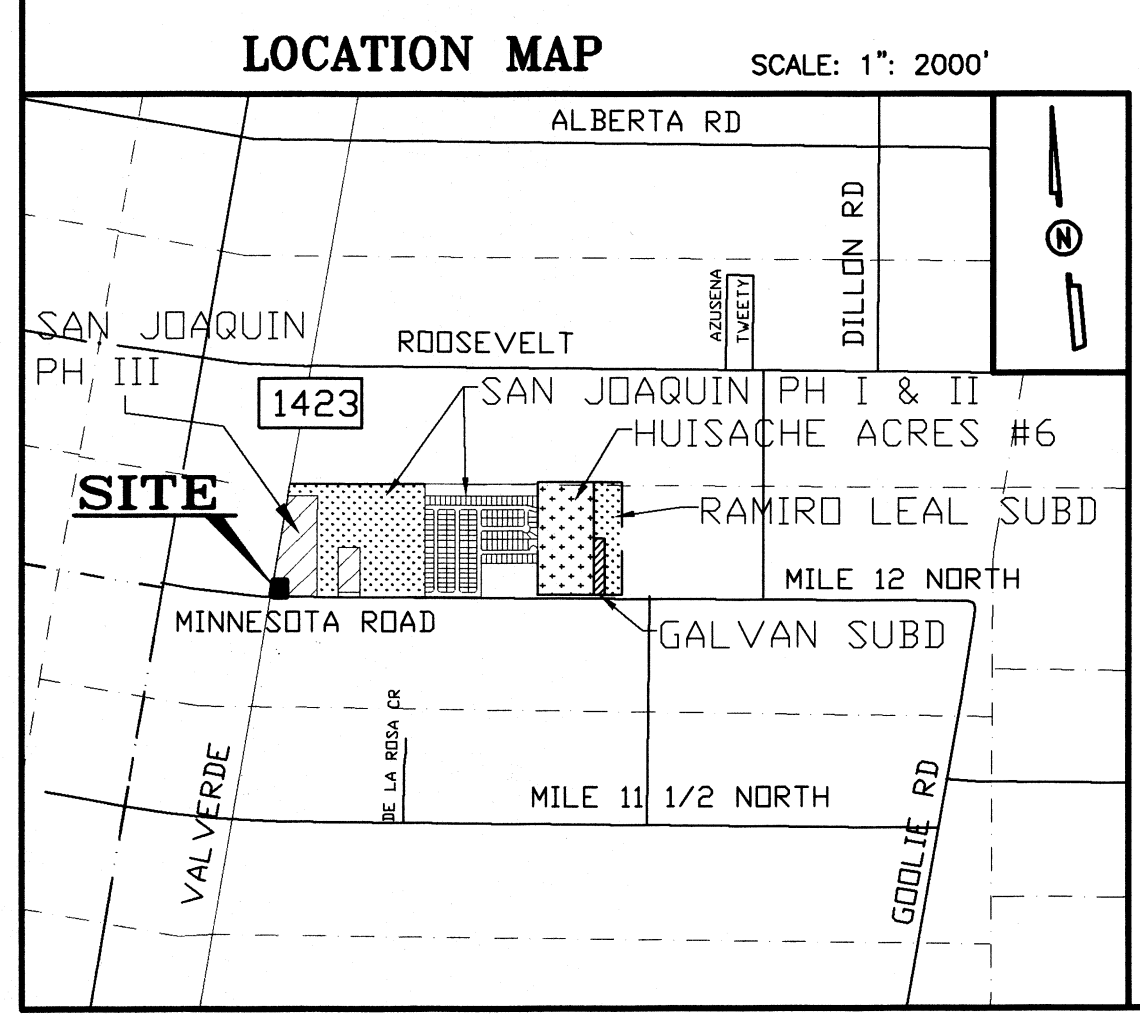 LOCATION MAP
SCALE: 1": 2000'
ALBERTA RD
DILLON RD
N
AZUSENA
TWEETY
SAN JOAQUIN
PH III
ROOSEVELT
1423
SAN JOAQUIN PH I & II
HUISACHE ACRES #6
SITE
RAMIRO LEAL SUBD
MILE 12 NORTH
MINNESOTA ROAD
GALVAN SUBD
DE LA ROSA CR
VALVERDE
MILE 11 1/2 NORTH
GOOLIE RD